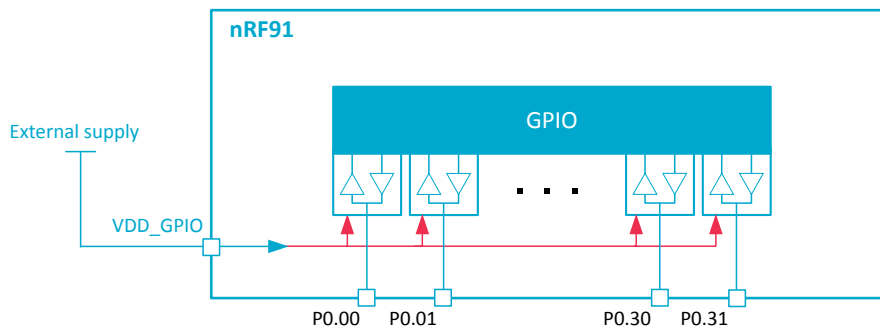 nRF91
GPIO
External supply
VDD_GPIO
P0.00
P0.01
P0.30
P0.31